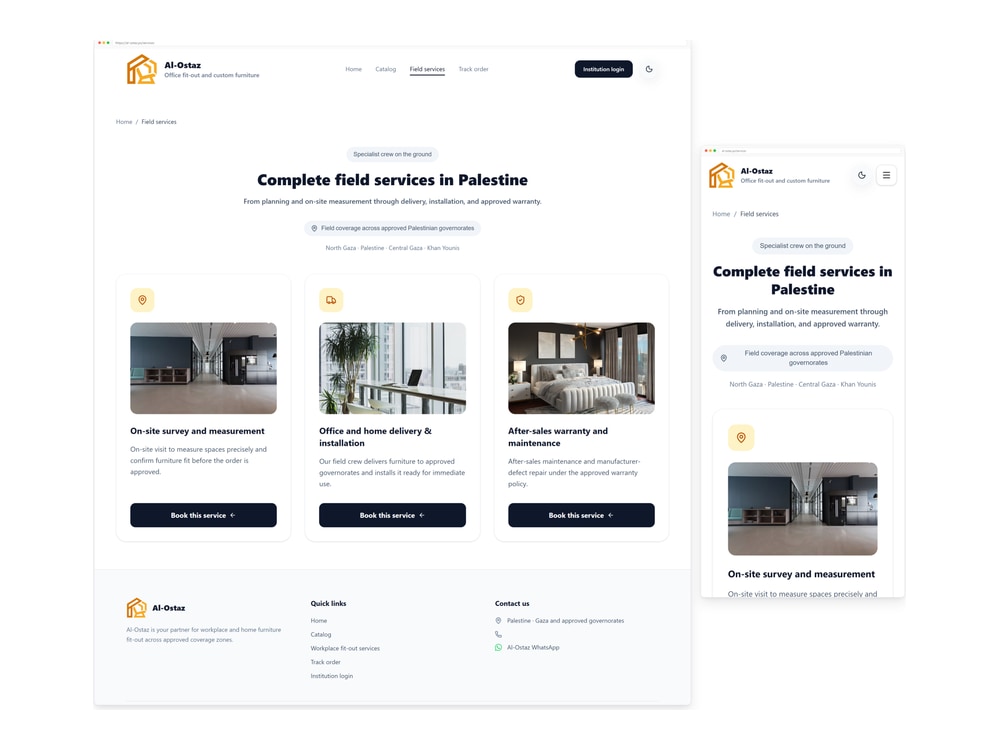 Al-Ostaz
Office fit-out and custom furniture
Home
Catalog
Field services
Track order
Institution login
Home / Field services
Specialist crew on the ground
Complete field services in Palestine
From planning and on-site measurement through delivery, installation, and approved warranty.
Field coverage across approved Palestinian governorates
North Gaza · Palestine · Central Gaza · Khan Younis
On-site survey and measurement
On-site visit to measure spaces precisely and
confirm furniture fit before the order is
approved.
Book this service ←
Office and home delivery &
installation
Our field crew delivers furniture to approved
governorates and installs it ready for immediate
use.
Book this service ←
After-sales warranty and
maintenance
After-sales maintenance and manufacturer-
defect repair under the approved warranty
policy.
Book this service ←
Al-Ostaz
Al-Ostaz is your partner for workplace and home furniture
fit-out across approved coverage zones.
Quick links
Home
Catalog
Workplace fit-out services
Track order
Institution login
Contact us
Palestine · Gaza and approved governorates
Al-Ostaz WhatsApp
Al-Ostaz
Office fit-out and custom furniture
Home / Field services
Specialist crew on the ground
Complete field services in
Palestine
From planning and on-site measurement through
delivery, installation, and approved warranty.
Field coverage across approved Palestinian
governorates
North Gaza · Palestine · Central Gaza · Khan Younis
On-site survey and measurement
On-site visit to measure spaces precisely and